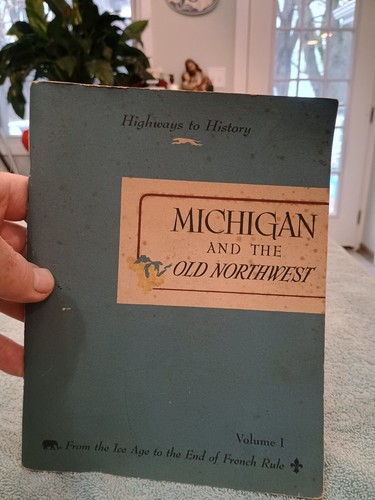 Highways to History
MICHIGAN
AND THE
OLD NORTHWEST
Volume I
From the Ice Age to the End of French Rule